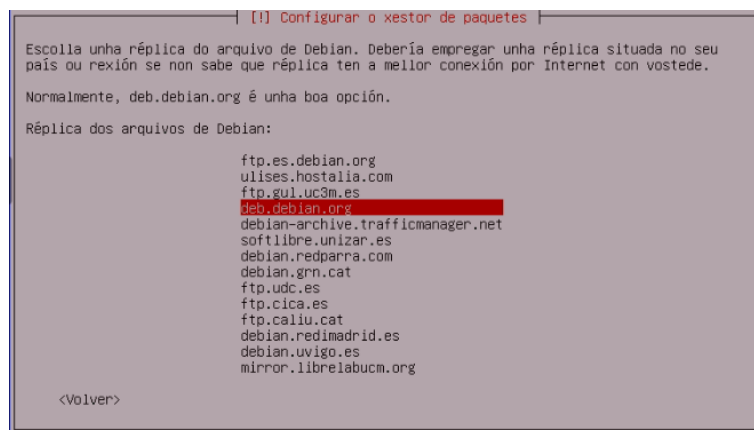 [!] Configurar o xestor de paquetes
Escolla unha réplica do arquivo de Debian. Debería empregar unha réplica situada no seu
país ou rexión se non sabe que réplica ten a mellor conexión por Internet con vostede.
Normalmente, deb.debian.org é unha boa opción.
Réplica dos arquivos de Debian:
ftp.es.debian.org
ulises.hostalia.com
ftp.gul.uc3m.es
deb.debian.org
debian-archive.trafficmanager.net
softlibre.unizar.es
debian.redparra.com
debian.grn.cat
ftp.udc.es
ftp.cica.es
ftp.caliu.cat
debian.redimadrid.es
debian.uvigo.es
mirror.librelabucm.org
<Volver>